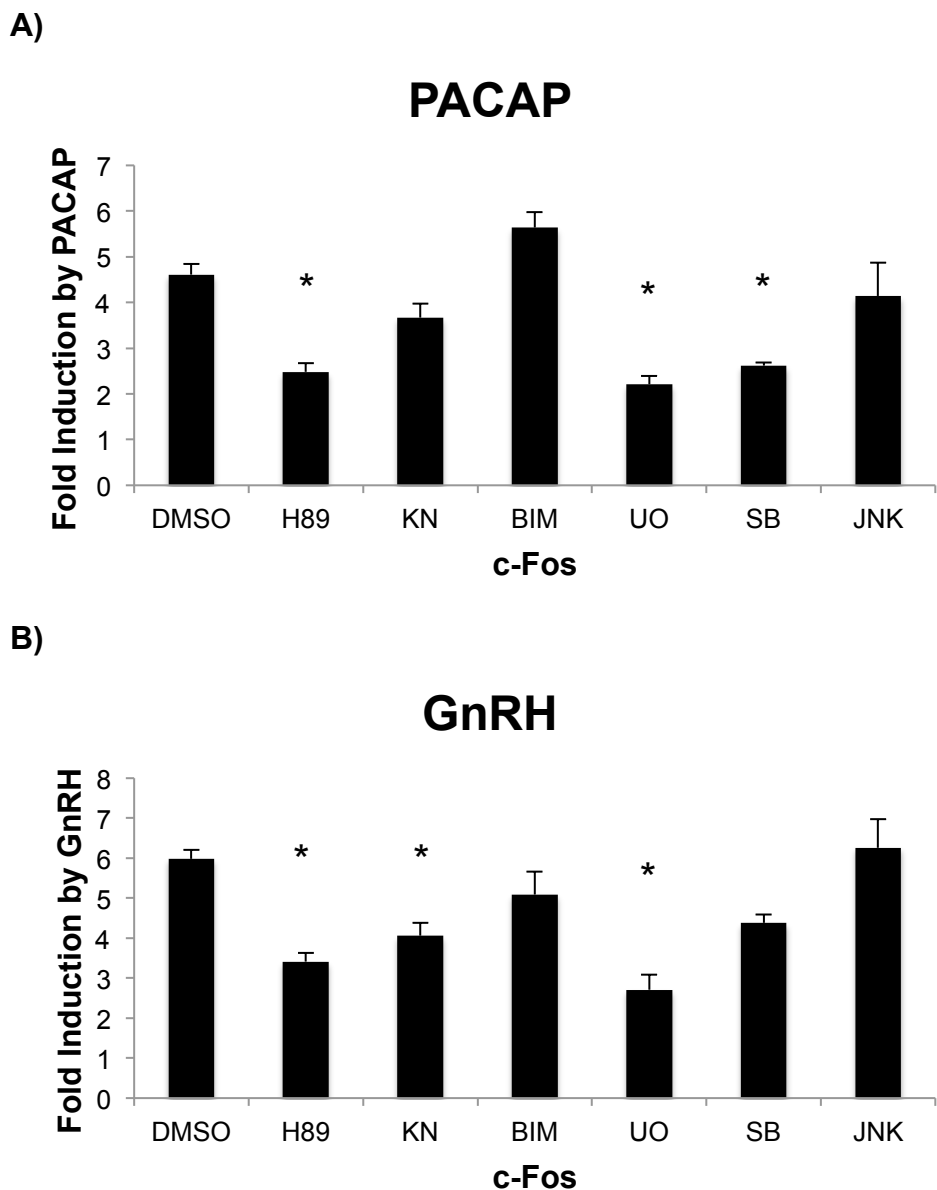 A)
PACAP
Fold Induction by PACAP
7
6
5
4
3
2
1
0
* * *
DMSO H89 KN BIM UO SB JNK
c-Fos
B)
GnRH
Fold Induction by GnRH
8
7
6
5
4
3
2
1
0
* * *
DMSO H89 KN BIM UO SB JNK
c-Fos